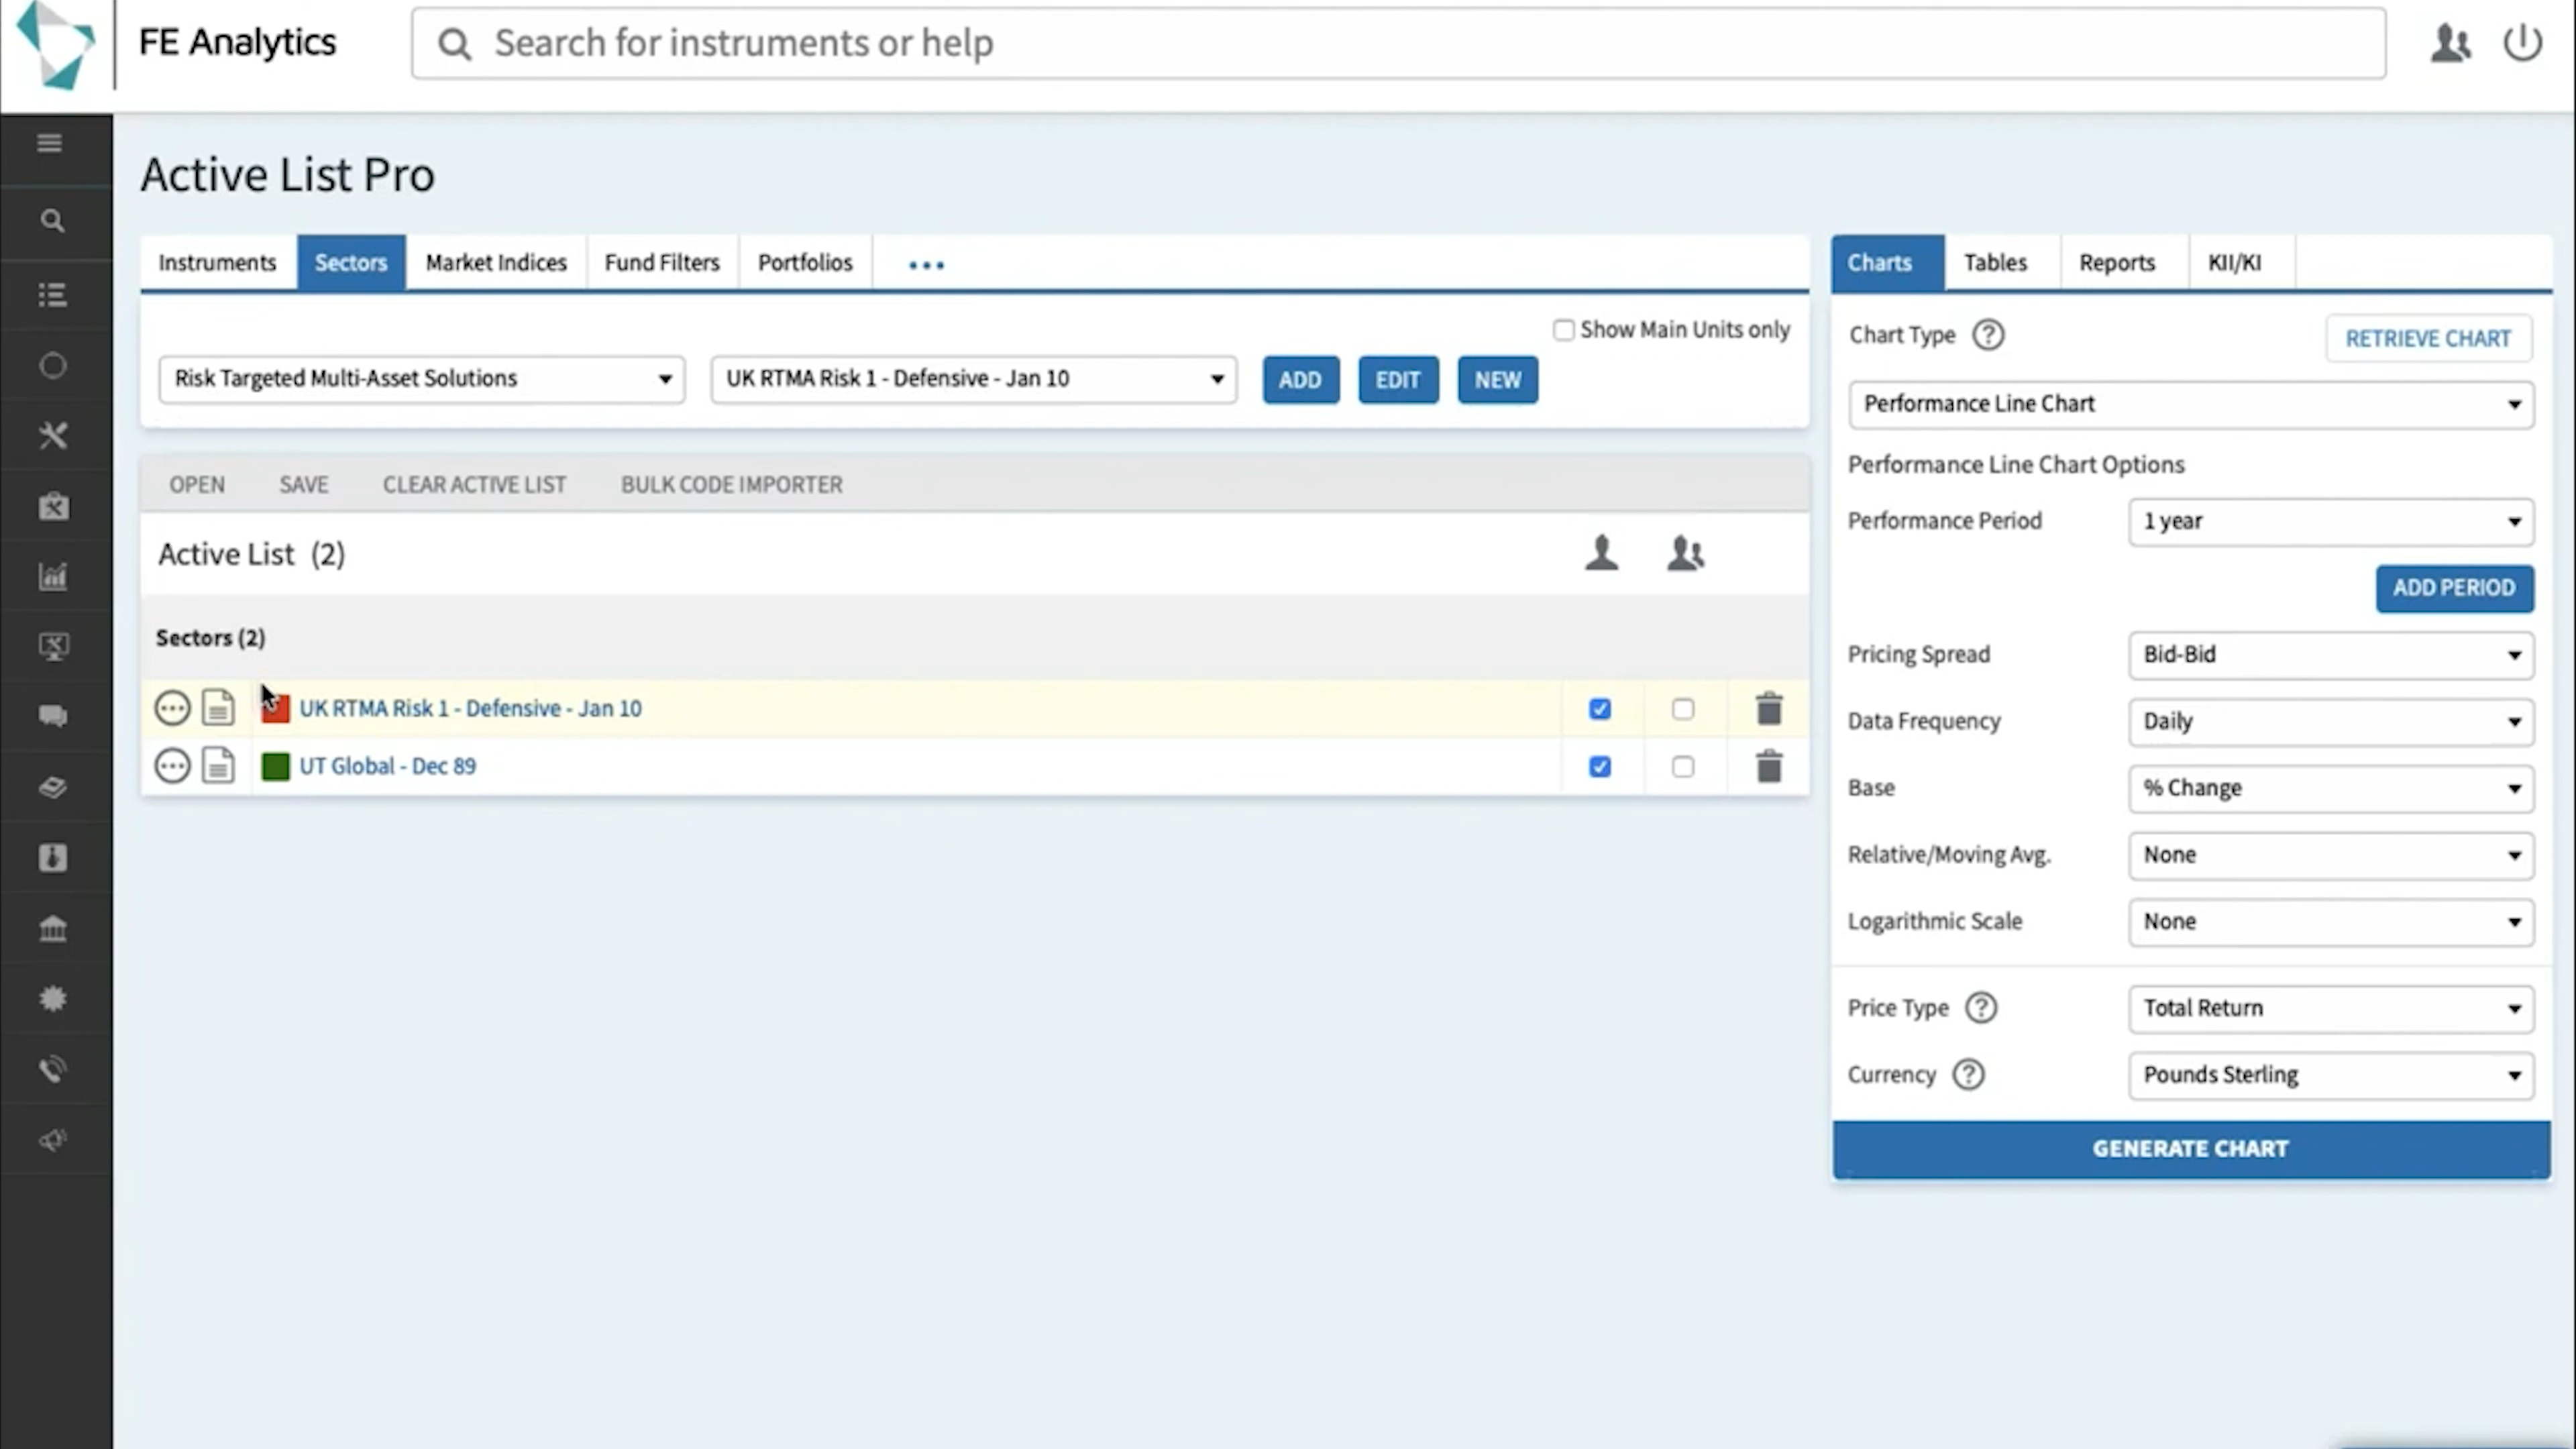 FE Analytics
Search for instruments or help
Active List Pro
Instruments Sectors Market Indices Fund Filters Portfolios
Show Main Units only
Risk Targeted Multi-Asset Solutions UK RTMA Risk 1 - Defensive - Jan 10 ADD EDIT NEW
OPEN SAVE CLEAR ACTIVE LIST BULK CODE IMPORTER
Active List (2)
Sectors (2)
UK RTMA Risk 1 - Defensive - Jan 10
UT Global - Dec 89
Charts Tables Reports KII/KI
Chart Type ? RETRIEVE CHART
Performance Line Chart
Performance Line Chart Options
Performance Period 1 year
ADD PERIOD
Pricing Spread Bid-Bid
Data Frequency Daily
Base % Change
Relative/Moving Avg. None
Logarithmic Scale None
Price Type ? Total Return
Currency ? Pounds Sterling
GENERATE CHART